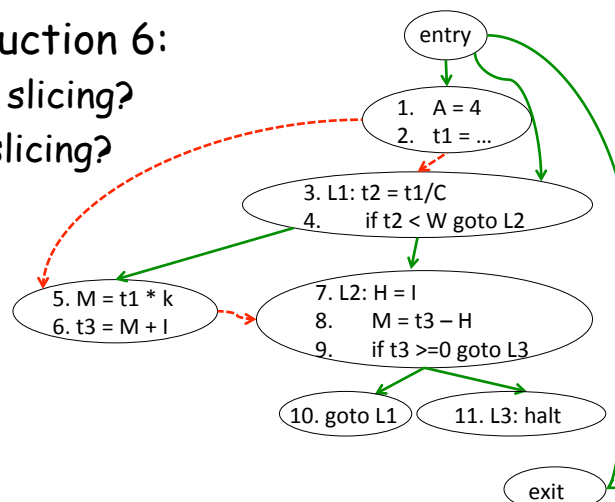 uction 6:
slicing?
slicing?
entry
1. A = 4
2. t1 = ...
3. L1: t2 = t1/C
4. if t2 < W goto L2
5. M = t1 * k
6. t3 = M + I
7. L2: H = I
8. M = t3 – H
9. if t3 >=0 goto L3
10. goto L1
11. L3: halt
exit